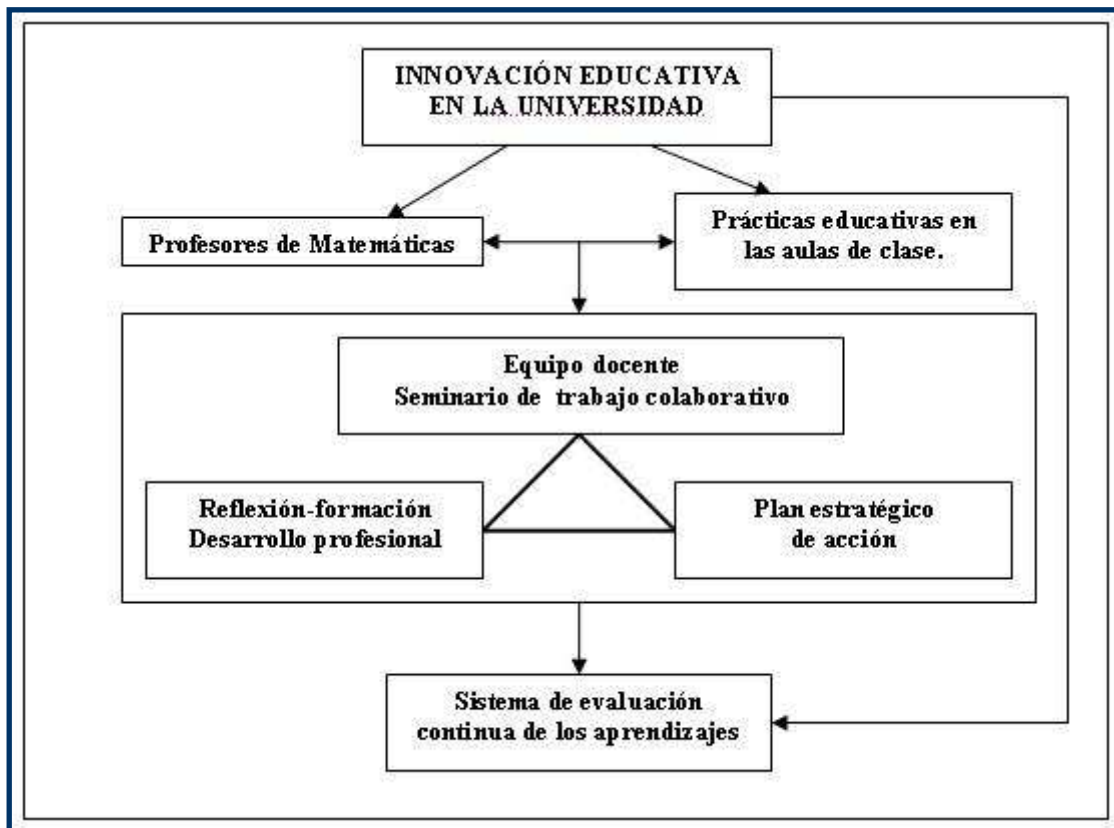 INNOVACIÓN EDUCATIVA
EN LA UNIVERSIDAD
Profesores de Matemáticas
Prácticas educativas en
las aulas de clase.
Equipo docente
Seminario de trabajo colaborativo
Reflexión-formación
Desarrollo profesional
Plan estratégico
de acción
Sistema de evaluación
continua de los aprendizajes